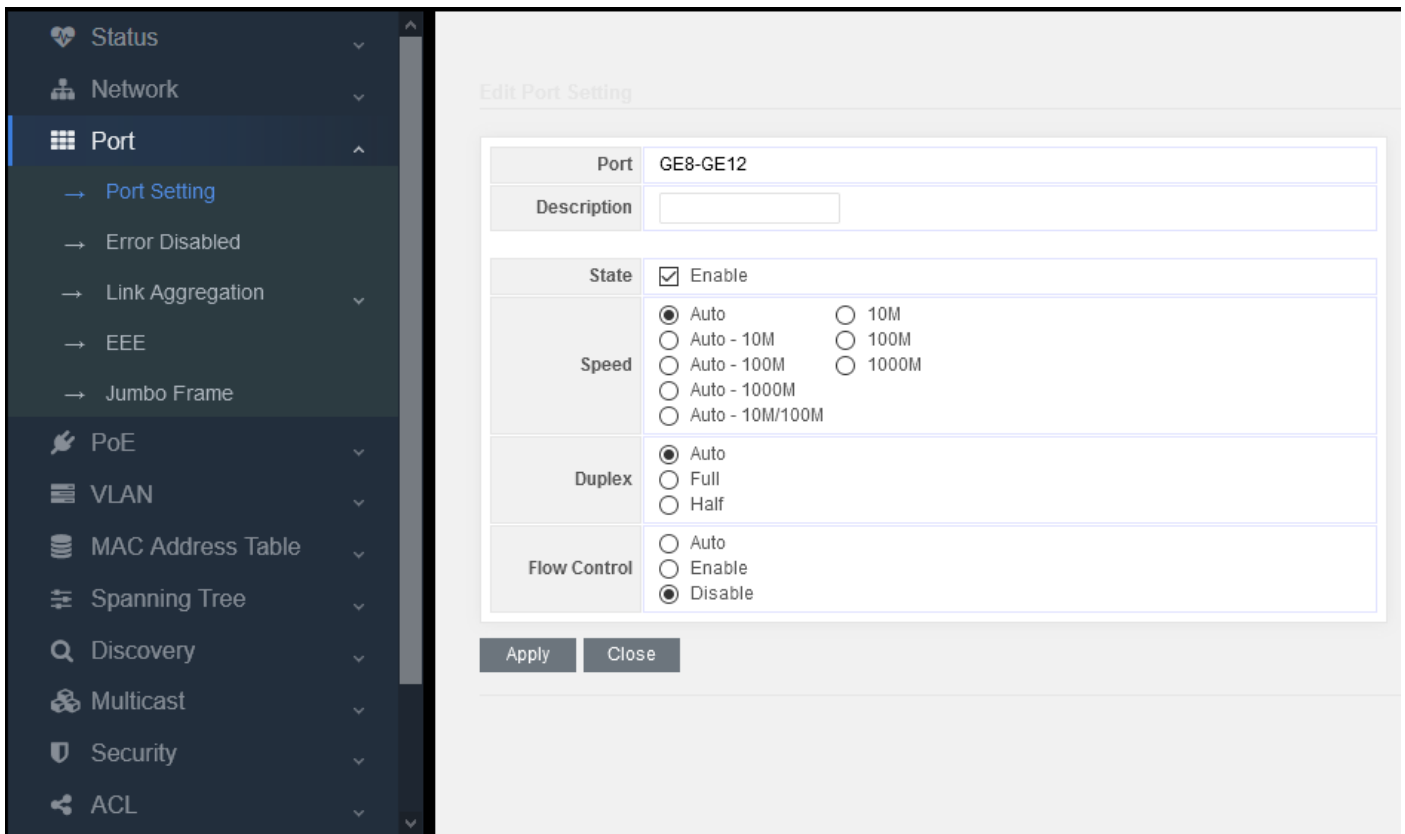 Status
Network
Port
Port Setting
Error Disabled
Link Aggregation
EEE
Jumbo Frame
PoE
VLAN
MAC Address Table
Spanning Tree
Discovery
Multicast
Security
ACL
Edit Port Setting
Port GE8-GE12
Description
State Enable
Speed
Auto 10M
Auto - 10M 100M
Auto - 100M 1000M
Auto - 1000M
Auto - 10M/100M
Duplex
Auto
Full
Half
Flow Control
Auto
Enable
Disable
Apply Close